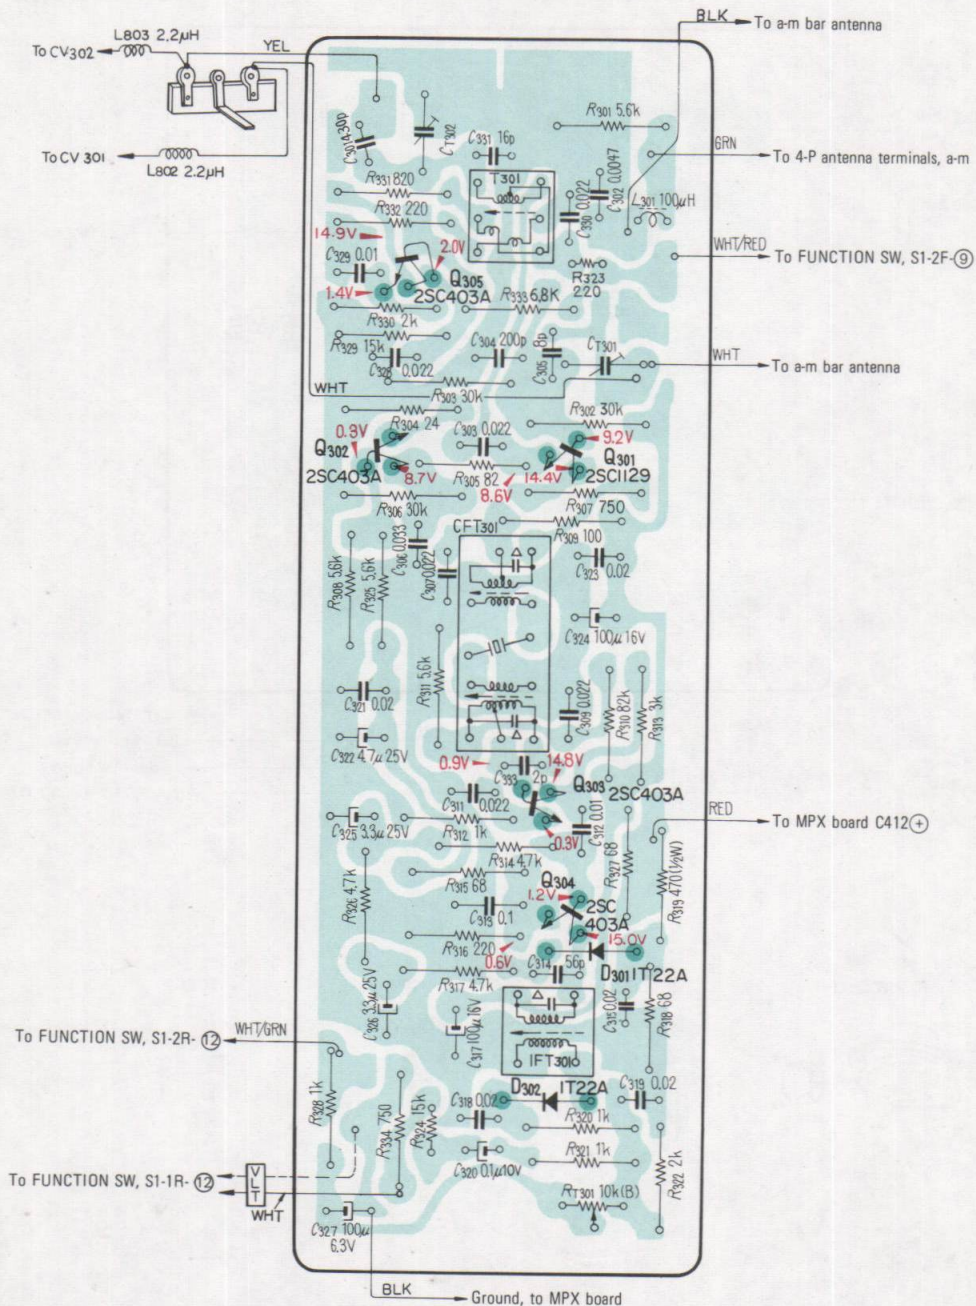 BLK
To a-m bar antenna
L803 2.2μH
To CV302
YEL
R301 5.6k
C301 430p
CT302
C331 16p
GRN
To 4-P antenna terminals, a-m
To CV 301
L802 2.2μH
T301
C302 0.0047
C330 0.022
L301 100μH
R331 820
R332 220
14.9V
2.0V
WHT/RED
To FUNCTION SW, S1-2F-⑨
C329 0.01
Q305
2SC403A
R323
220
1.4V
R333 6.8K
R330 2k
R329 15k
C304 200p
C305 8p
CT301
C328 0.022
WHT
To a-m bar antenna
WHT
R303 30k
R302 30k
R304 24
0.3V
C303 0.022
9.2V
Q302
Q301
2SC403A
8.7V
R305 82
14.4V
2SC1129
8.6V
R306 30k
R307 750
CFT301
R309 100
C306 0.033
C307 0.022
C323 0.02
R308 5.6k
R325 5.6k
C324 100μ 16V
R311 5.6k
C321 0.02
C309 0.022
R310 82k
R313 3k
C322 4.7μ 25V
0.9V
14.8V
C333 2p
Q303
2SC403A
C311 0.022
C312 0.01
RED
To MPX board C412⊕
C325 3.3μ 25V
R312 1k
0.3V
R314 4.7k
R327 68
R315 68
Q304
R319 470(1/2W)
R326 4.7k
1.2V
2SC
403A
C313 0.1
R316 220
15.0V
0.6V
C314 56p
D301 1T22A
R317 4.7k
C326 3.3μ 25V
C315 0.02
R318 68
C317 100μ 16V
To FUNCTION SW, S1-2R-⑫
WHT/GRN
IFT301
D302 1T22A
C319 0.02
R328 1k
R334 750
R324 15k
C318 0.02
R320 1k
R321 1k
C320 0.1μ 10V
R322 2k
To FUNCTION SW, S1-1R-⑫
VLT
WHT
RT301 10k(B)
C327 100μ
6.3V
BLK
Ground, to MPX board